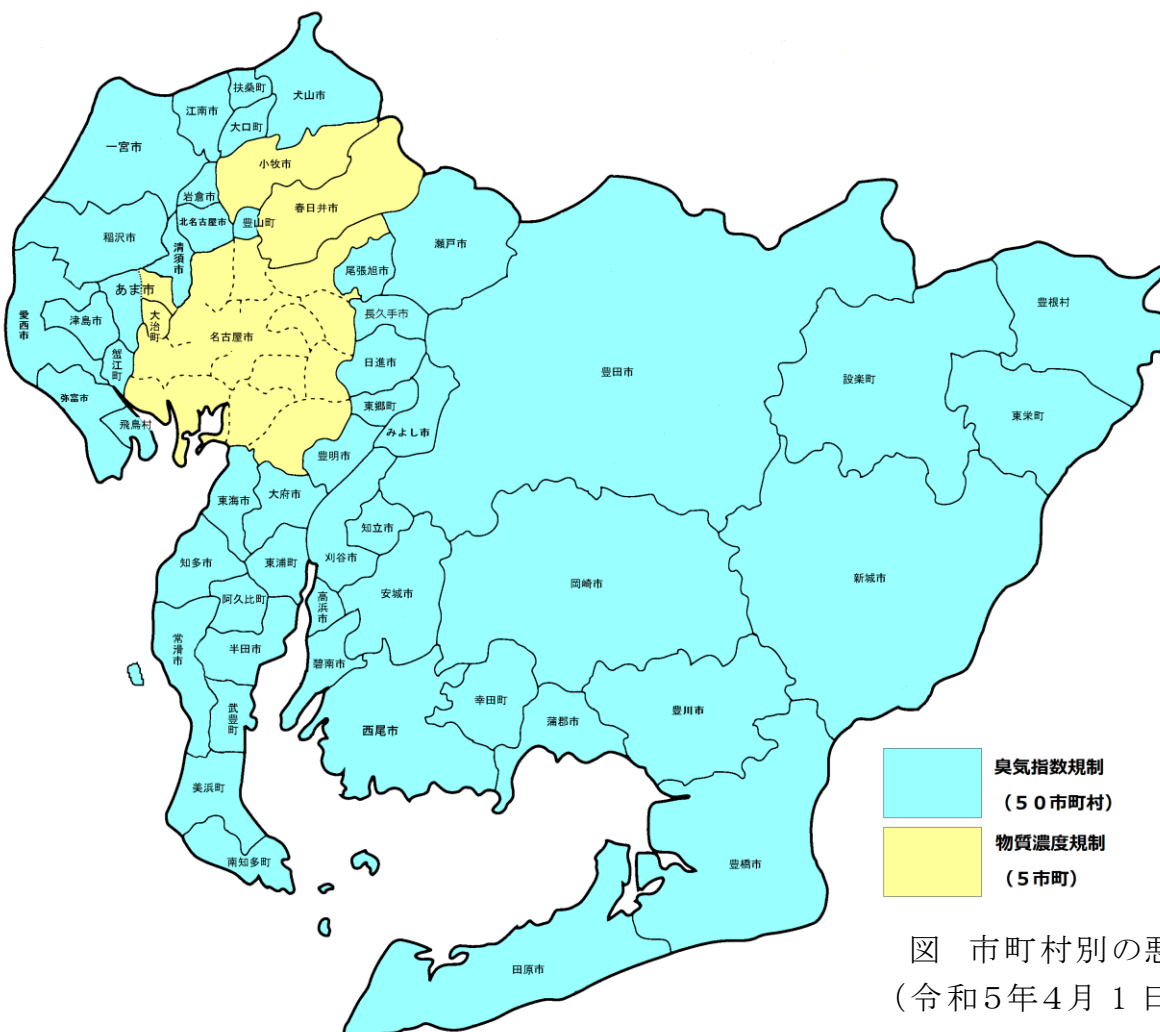 扶桑町
犬山市
江南市
大口町
一宮市
小牧市
岩倉市
春日井市
北名古屋市
豊山町
稲沢市
清須市
瀬戸市
尾張旭市
あま市
豊根村
大治町
長久手市
津島市
愛西市
名古屋市
蟹江町
日進市
豊田市
設楽町
弥富市
東郷町
東栄町
飛島村
みよし市
豊明市
東海市
大府市
知立市
知多市
東浦町
刈谷市
岡崎市
新城市
安城市
阿久比町
高浜市
常滑市
半田市
碧南市
幸田町
武豊町
西尾市
蒲郡市
豊川市
美浜町
南知多町
豊橋市
田原市
臭気指数規制
(50市町村)
物質濃度規制
(5市町)
図 市町村別の悪
(令和5年4月1日